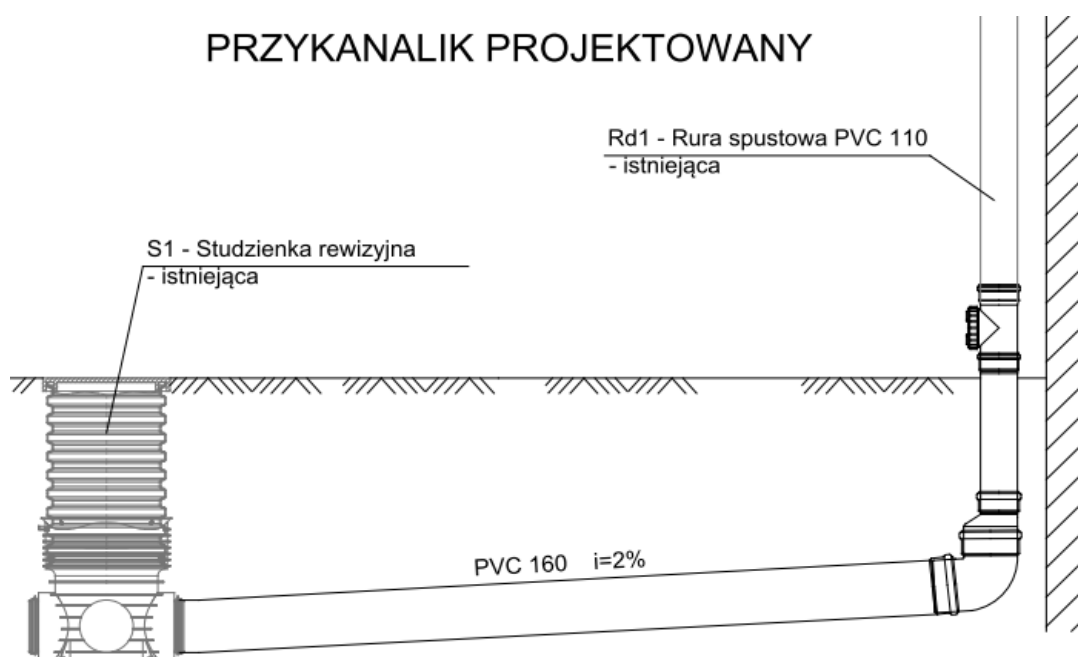 PRZYKANALIK PROJEKTOWANY
Rd1 - Rura spustowa PVC 110
- istniejąca
S1 - Studzienka rewizyjna
- istniejąca
PVC 160 i=2%